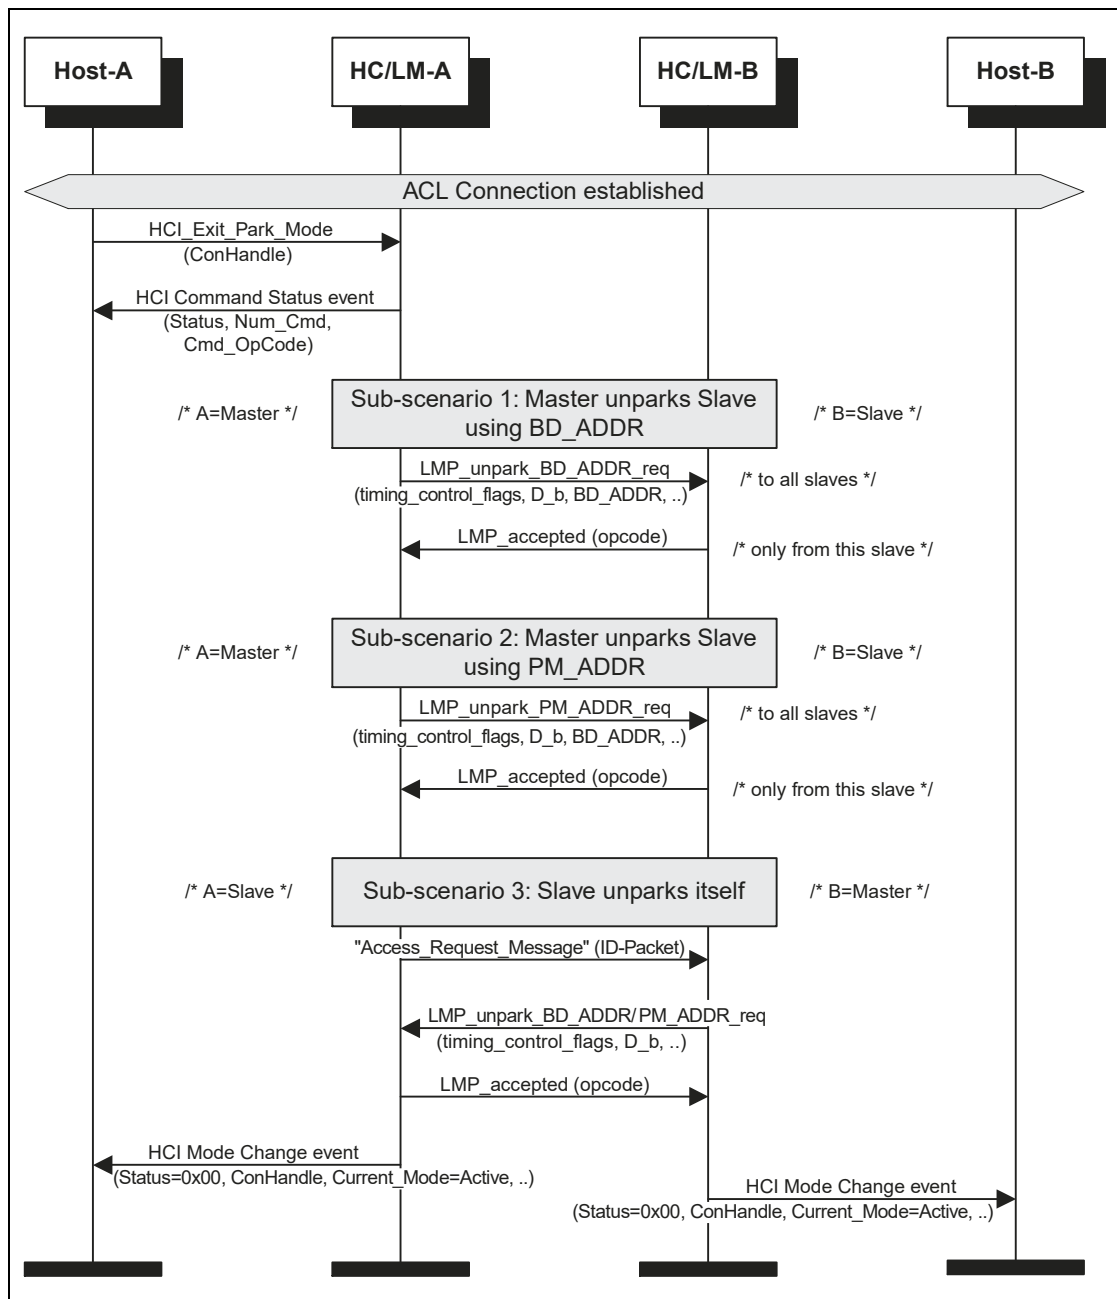 Host-A
HC/LM-A
HC/LM-B
Host-B
ACL Connection established
HCI_Exit_Park_Mode
(ConHandle)
HCI Command Status event
(Status, Num_Cmd,
Cmd_OpCode)
/* A=Master */
Sub-scenario 1: Master unparks Slave
using BD_ADDR
/* B=Slave */
LMP_unpark_BD_ADDR_req
(timing_control_flags, D_b, BD_ADDR, ..)
/* to all slaves */
LMP_accepted (opcode)
/* only from this slave */
/* A=Master */
Sub-scenario 2: Master unparks Slave
using PM_ADDR
/* B=Slave */
LMP_unpark_PM_ADDR_req
(timing_control_flags, D_b, BD_ADDR, ..)
/* to all slaves */
LMP_accepted (opcode)
/* only from this slave */
/* A=Slave */
Sub-scenario 3: Slave unparks itself
/* B=Master */
"Access_Request_Message" (ID-Packet)
LMP_unpark_BD_ADDR/PM_ADDR_req
(timing_control_flags, D_b, ..)
LMP_accepted (opcode)
HCI Mode Change event
(Status=0x00, ConHandle, Current_Mode=Active, ..)
HCI Mode Change event
(Status=0x00, ConHandle, Current_Mode=Active, ..)